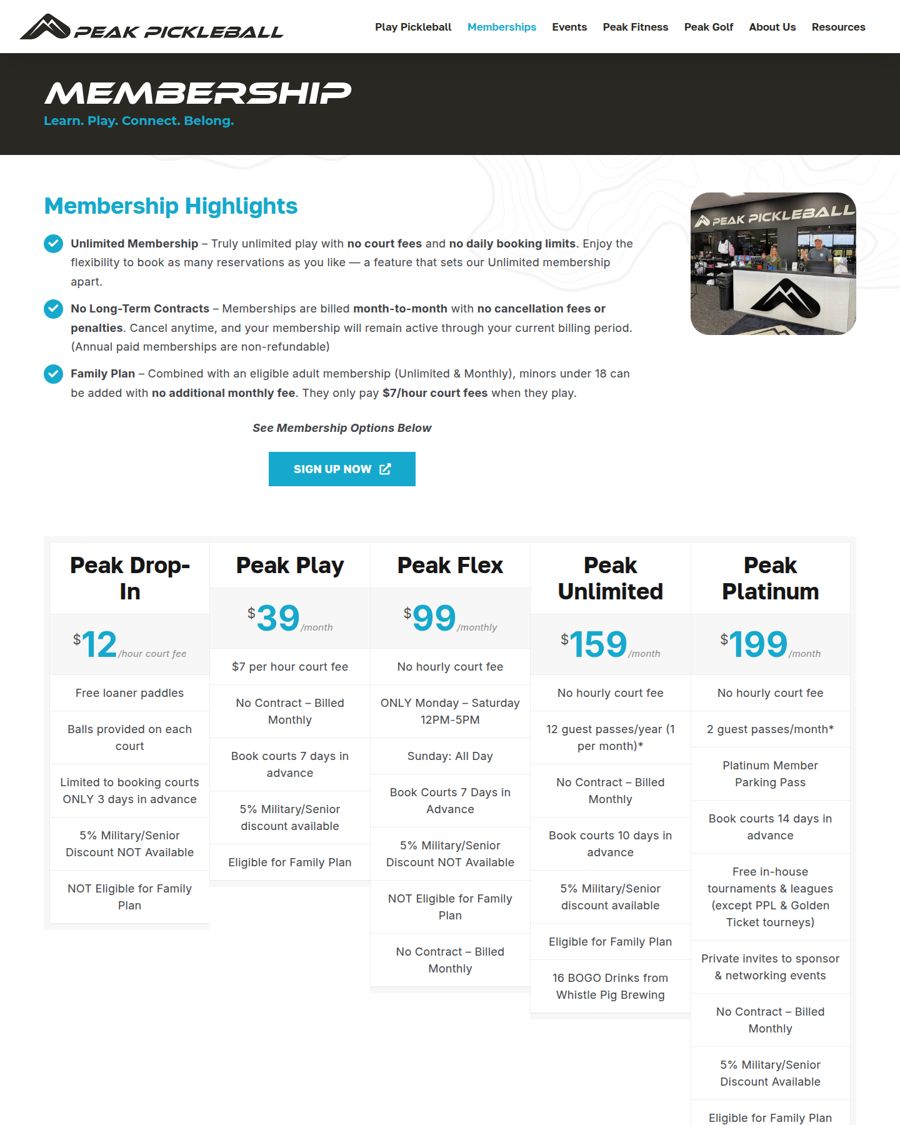 PEAK PICKLEBALL
Play Pickleball
Memberships
Events
Peak Fitness
Peak Golf
About Us
Resources
MEMBERSHIP
Learn. Play. Connect. Belong.
Membership Highlights
Unlimited Membership – Truly unlimited play with no court fees and no daily booking limits. Enjoy the
flexibility to book as many reservations as you like — a feature that sets our Unlimited membership
apart.
No Long-Term Contracts – Memberships are billed month-to-month with no cancellation fees or
penalties. Cancel anytime, and your membership will remain active through your current billing period.
(Annual paid memberships are non-refundable)
Family Plan – Combined with an eligible adult membership (Unlimited & Monthly), minors under 18 can
be added with no additional monthly fee. They only pay $7/hour court fees when they play.
PEAK PICKLEBALL
See Membership Options Below
SIGN UP NOW
Peak Drop-
In
$12/hour court fee
Free loaner paddles
Balls provided on each
court
Limited to booking courts
ONLY 3 days in advance
5% Military/Senior
Discount NOT Available
NOT Eligible for Family
Plan
Peak Play
$39/month
$7 per hour court fee
No Contract – Billed
Monthly
Book courts 7 days in
advance
5% Military/Senior
discount available
Eligible for Family Plan
Peak Flex
$99/monthly
No hourly court fee
ONLY Monday – Saturday
12PM-5PM
Sunday: All Day
Book Courts 7 Days in
Advance
5% Military/Senior
Discount NOT Available
NOT Eligible for Family
Plan
No Contract – Billed
Monthly
Peak
Unlimited
$159/month
No hourly court fee
12 guest passes/year (1
per month)*
No Contract – Billed
Monthly
Book courts 10 days in
advance
5% Military/Senior
discount available
Eligible for Family Plan
16 BOGO Drinks from
Whistle Pig Brewing
Peak
Platinum
$199/month
No hourly court fee
2 guest passes/month*
Platinum Member
Parking Pass
Book courts 14 days in
advance
Free in-house
tournaments & leagues
(except PPL & Golden
Ticket tourneys)
Private invites to sponsor
& networking events
No Contract – Billed
Monthly
5% Military/Senior
Discount Available
Eligible for Family Plan